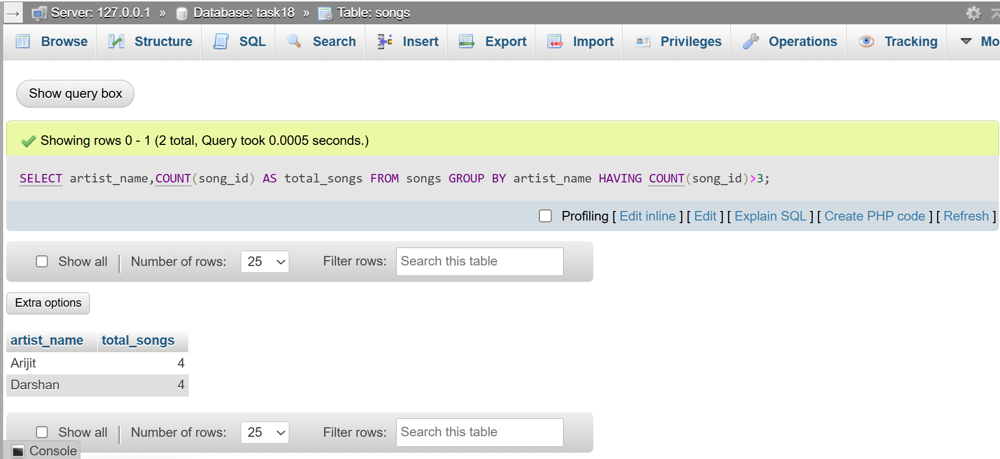 → Server: 127.0.0.1 » Database: task18 » Table: songs
Browse Structure SQL Search Insert Export Import Privileges Operations Tracking Mo
Show query box
Showing rows 0 - 1 (2 total, Query took 0.0005 seconds.)
SELECT artist_name,COUNT(song_id) AS total_songs FROM songs GROUP BY artist_name HAVING COUNT(song_id)>3;
Profiling [ Edit inline ] [ Edit ] [ Explain SQL ] [ Create PHP code ] [ Refresh ]
Show all | Number of rows: 25 Filter rows: Search this table
Extra options
artist_name total_songs
Arijit 4
Darshan 4
Show all | Number of rows: 25 Filter rows: Search this table
Console